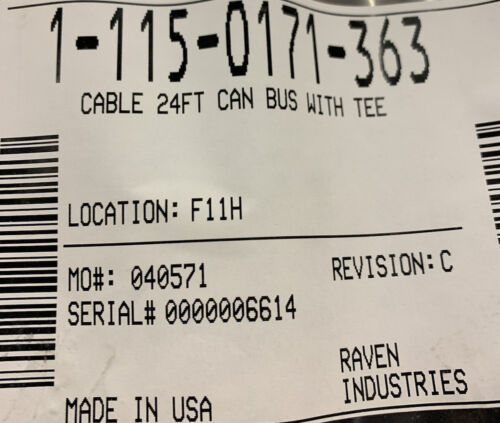 1-115-0171-363
CABLE 24FT CAN BUS WITH TEE
LOCATION: F11H
MO#: 040571
REVISION: C
SERIAL# 0000006614
RAVEN
INDUSTRIES
MADE IN USA